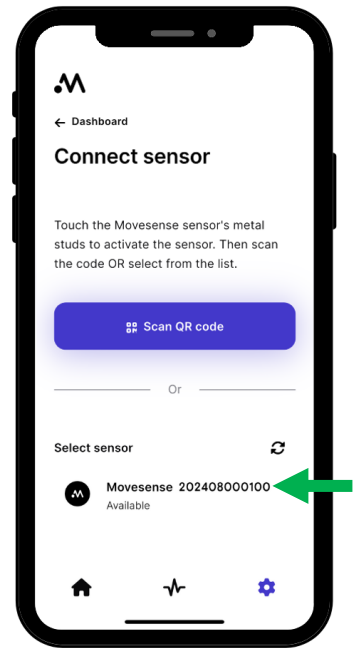 Dashboard
Connect sensor
Touch the Movesense sensor's metal
studs to activate the sensor. Then scan
the code OR select from the list.
Scan QR code
Or
Select sensor
Movesense 202408000100
Available